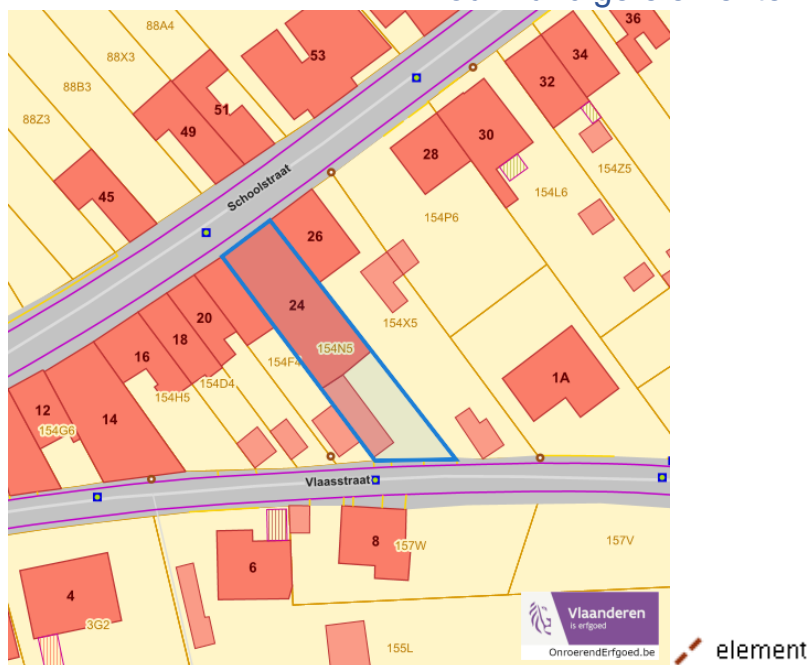 88A4
36
88X3
53
34
32
88B3
51
88Z3
49
30
28
154Z5
45
Schoolstraat
154L6
154P6
26
24
20
18
154X5
16
154N5
154F4
1A
154D4
12
154H5
14
154G6
Vlaasstraat
8
157W
157V
6
4
3G2
Vlaanderen
is erfgoed
155L
OnroerendErfgoed.be
element